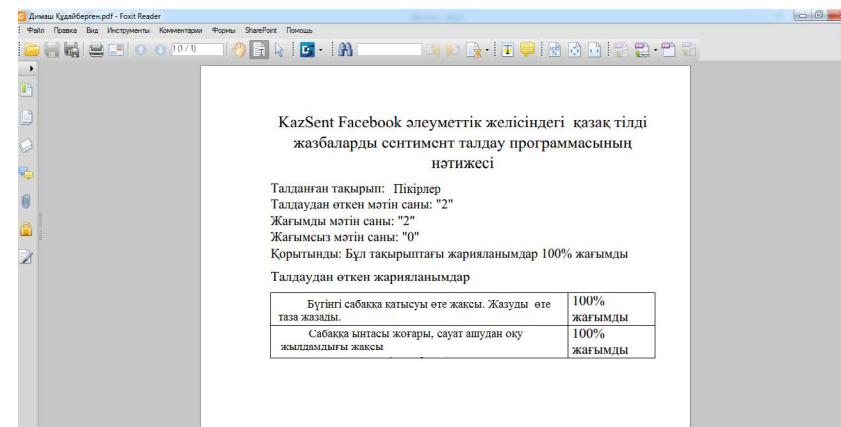 Димаш Құдайберген.pdf - Foxit Reader
Файл Правка Вид Инструменты Комментарии Формы SharePoint Помощь
1 (1 / 1)
KazSent Facebook әлеуметтік желісіндегі қазақ тілді
жазбаларды сентимент талдау программасының
нәтижесі
Талданған тақырып: Пікірлер
Талдаудан өткен мәтін саны: "2"
Жағымды мәтін саны: "2"
Жағымсыз мәтін саны: "0"
Қорытынды: Бұл тақырыптағы жарияланымдар 100% жағымды
Талдаудан өткен жарияланымдар
Бүгінгі сабаққа қатысуы өте жақсы. Жазуды өте
таза жазады.
100%
жағымды
Сабаққа ынтасы жоғары, сауат ашудан оқу
жылдамдығы жақсы
100%
жағымды